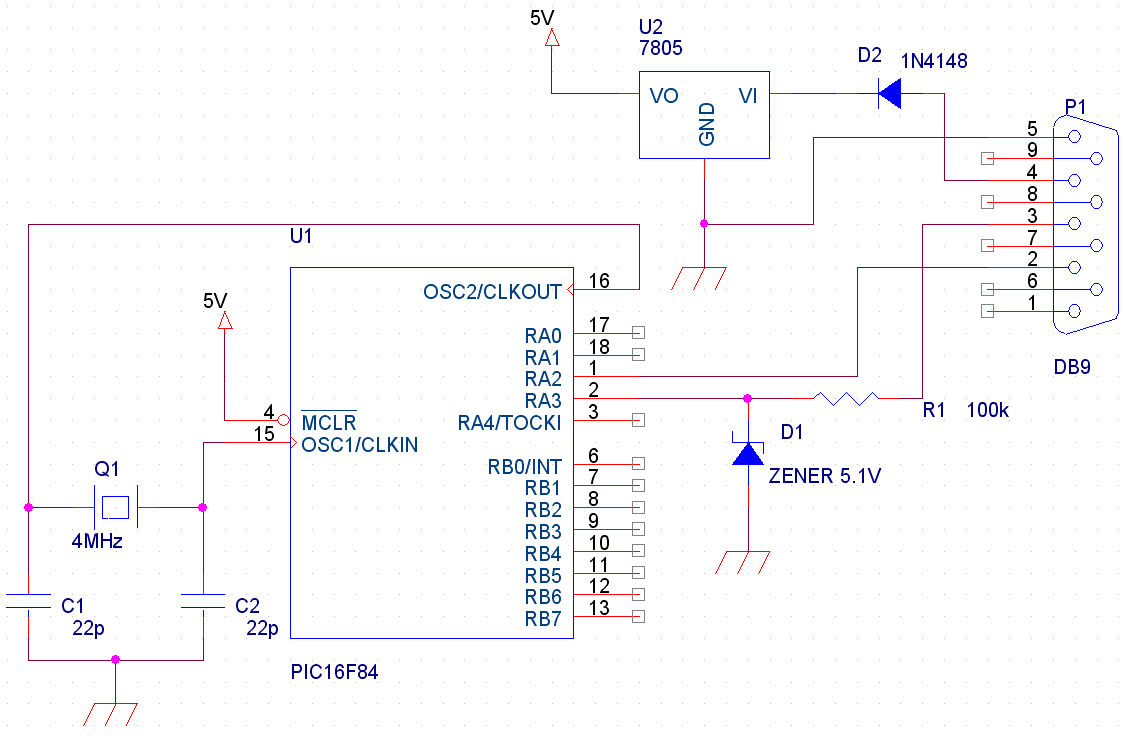 5V
U2
7805
VO
VI
GND
D2
1N4148
P1
5
9
4
8
3
7
2
6
1
DB9
U1
5V
4
MCLR
15
OSC1/CLKIN
OSC2/CLKOUT
16
RA0
17
RA1
18
RA2
1
RA3
2
RA4/TOCKI
3
RB0/INT
6
RB1
7
RB2
8
RB3
9
RB4
10
RB5
11
RB6
12
RB7
13
PIC16F84
R1 100k
D1
ZENER 5.1V
Q1
4MHz
C1
22p
C2
22p